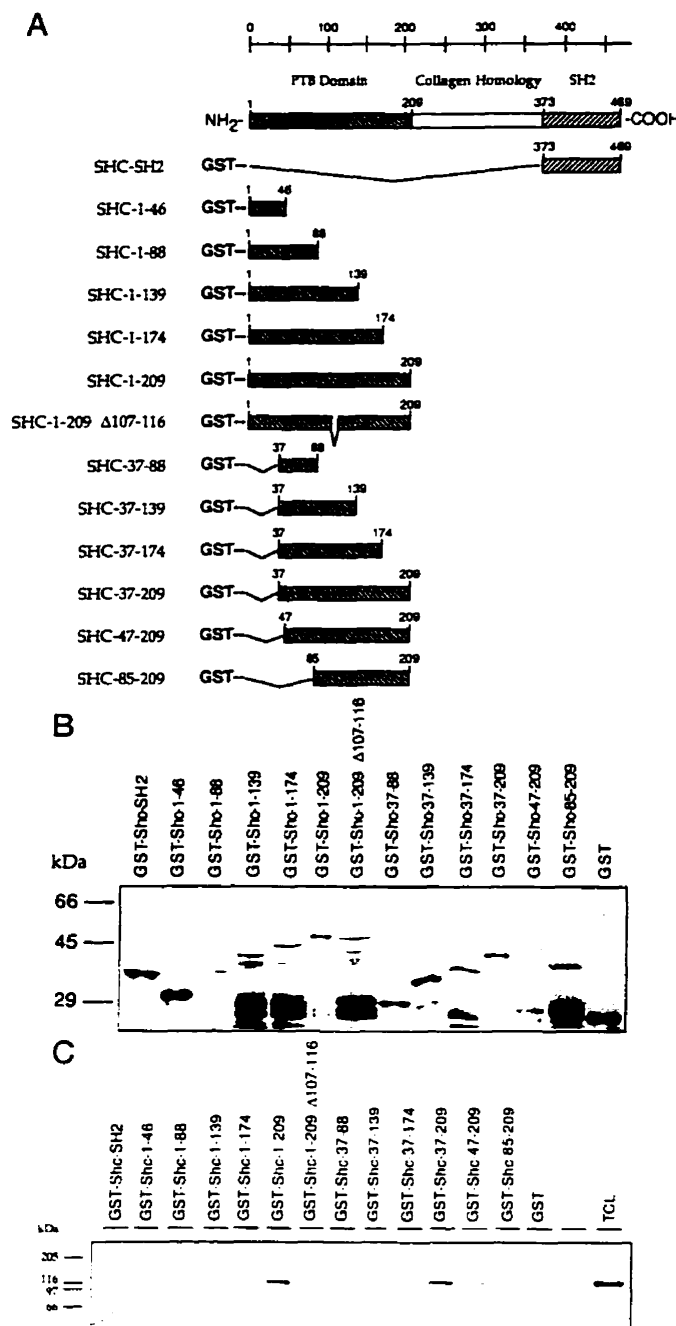 A
0 100 200 300 400
PTB Domain Collagen Homology SH2
1 209 373 469
NH2- -COOH
373 469
SHC-SH2 GST
1 46
SHC-1-46 GST-
1 88
SHC-1-88 GST-
1 139
SHC-1-139 GST-
1 174
SHC-1-174 GST-
1 209
SHC-1-209 GST-
1 209
SHC-1-209 Δ107-116 GST-
37 88
SHC-37-88 GST
37 139
SHC-37-139 GST
37 174
SHC-37-174 GST
37 209
SHC-37-209 GST
47 209
SHC-47-209 GST
85 209
SHC-85-209 GST
B
kDa
GST-Shc-SH2
GST-Shc-1-46
GST-Shc-1-88
GST-Shc-1-139
GST-Shc-1-174
GST-Shc-1-209
GST-Shc-1-209 Δ107-116
GST-Shc-37-88
GST-Shc-37-139
GST-Shc-37-174
GST-Shc-37-209
GST-Shc-47-209
GST-Shc-85-209
GST
66
45
29
C
kDa
GST-Shc-SH2
GST-Shc-1-46
GST-Shc-1-88
GST-Shc-1-139
GST-Shc-1-174
GST-Shc-1-209
GST-Shc-1-209 Δ107-116
GST-Shc-37-88
GST-Shc-37-139
GST-Shc-37-174
GST-Shc-37-209
GST-Shc-47-209
GST-Shc-85-209
GST
TCL
205
116
97
66